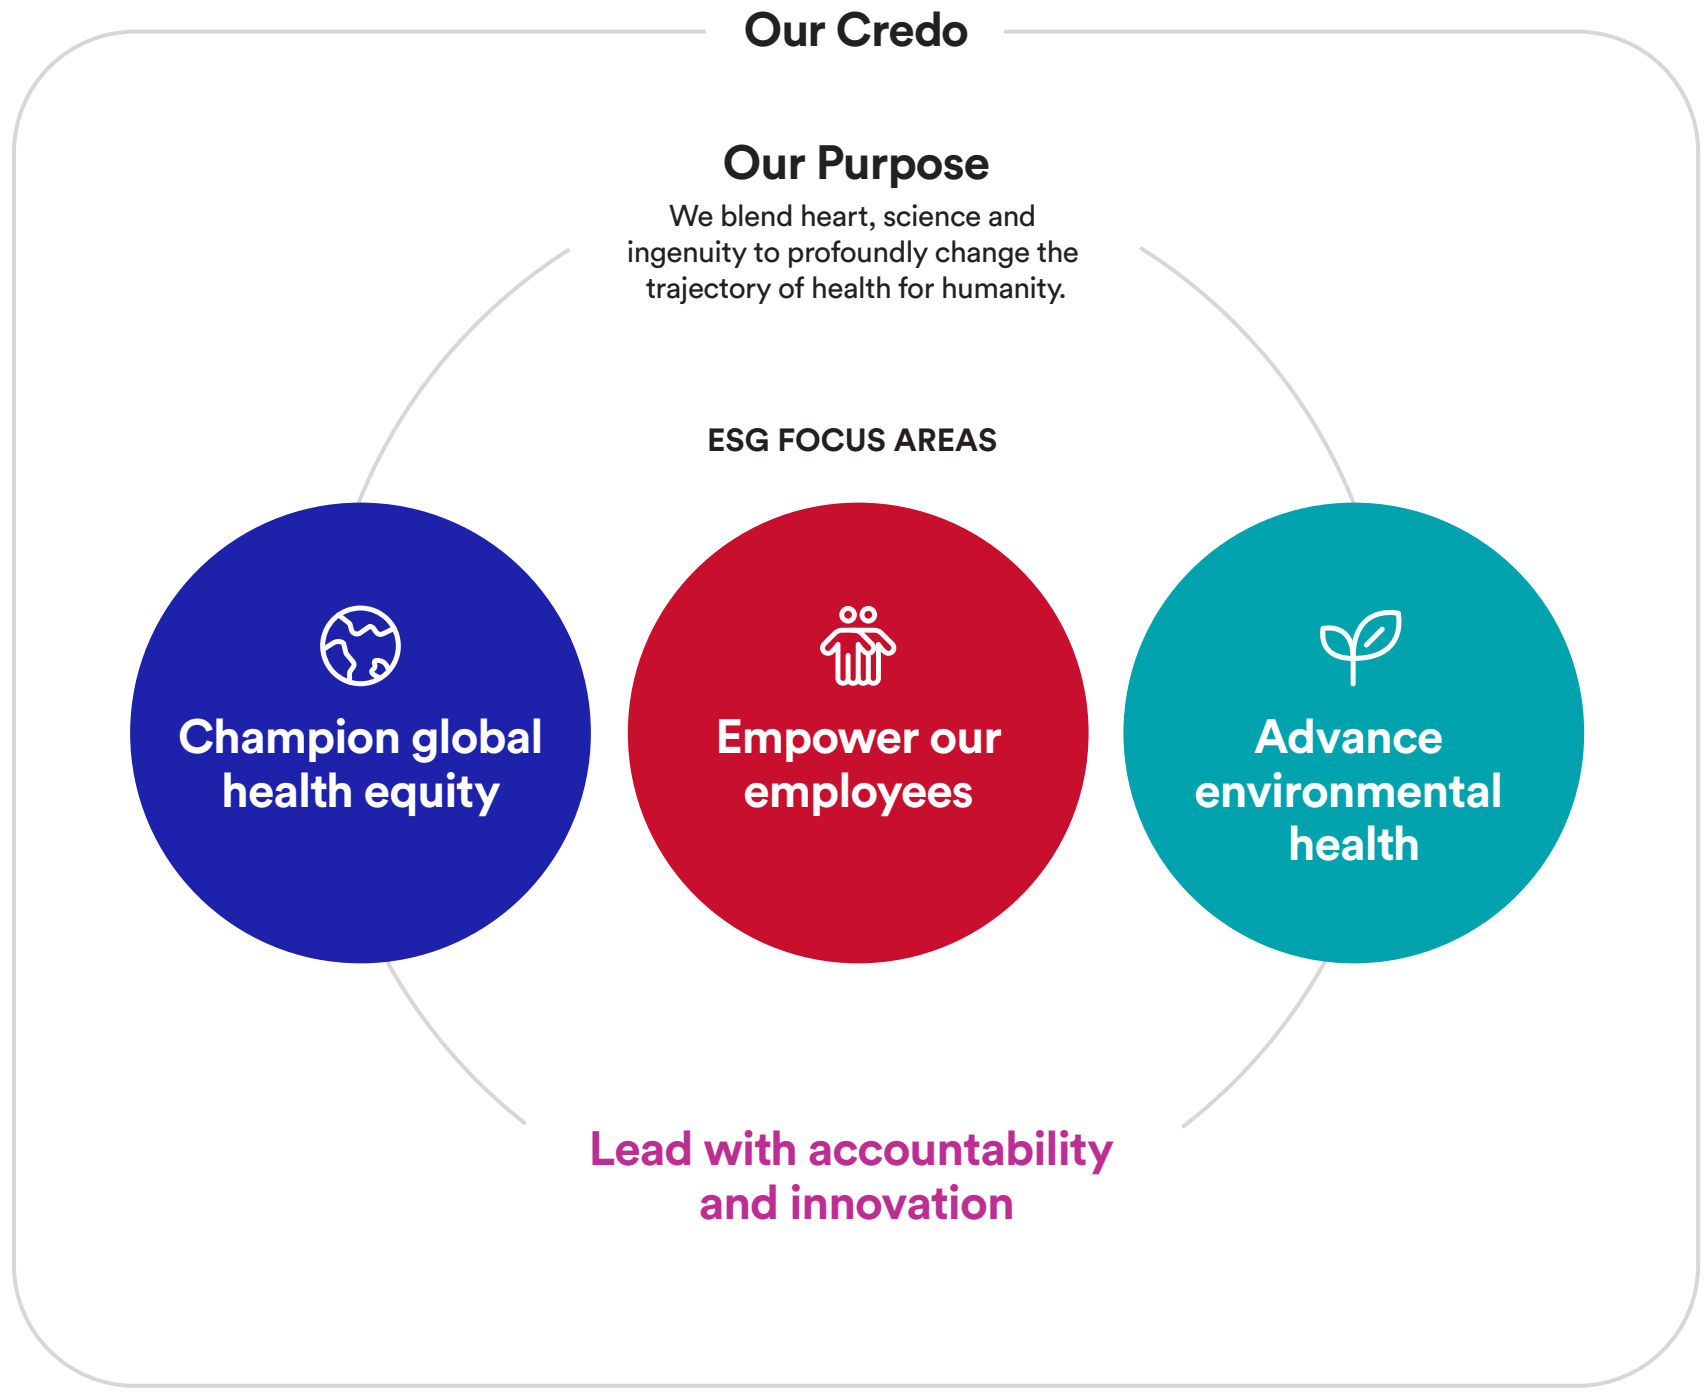 Our Credo
Our Purpose
We blend heart, science and
ingenuity to profoundly change the
trajectory of health for humanity.
ESG FOCUS AREAS
Champion global
health equity
Empower our
employees
Advance
environmental
health
Lead with accountability
and innovation